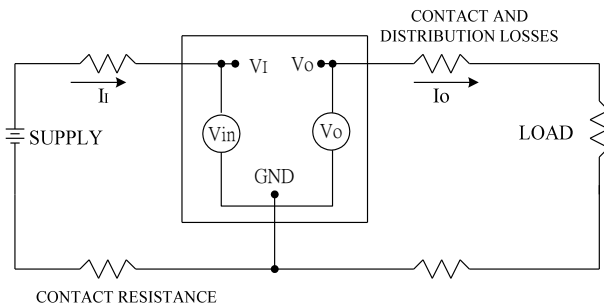 CONTACT AND
DISTRIBUTION LOSSES
VI
VO
II
IO
SUPPLY
Vin
Vo
LOAD
GND
CONTACT RESISTANCE